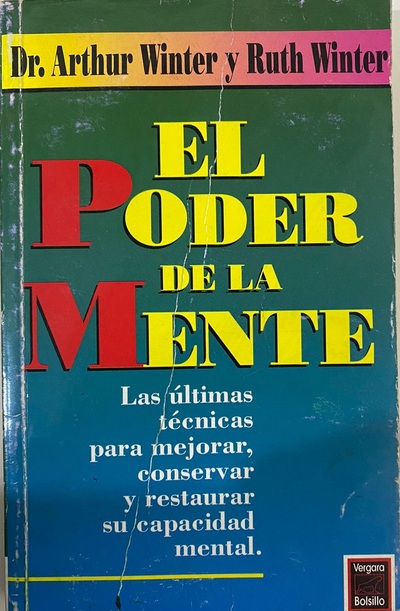 Dr. Arthur Winter y Ruth Winter
EL
PODER
DE LA
MENTE
Las últimas
técnicas
para mejorar,
conservar
y restaurar
su capacidad
mental.
Vergara
Bolsillo